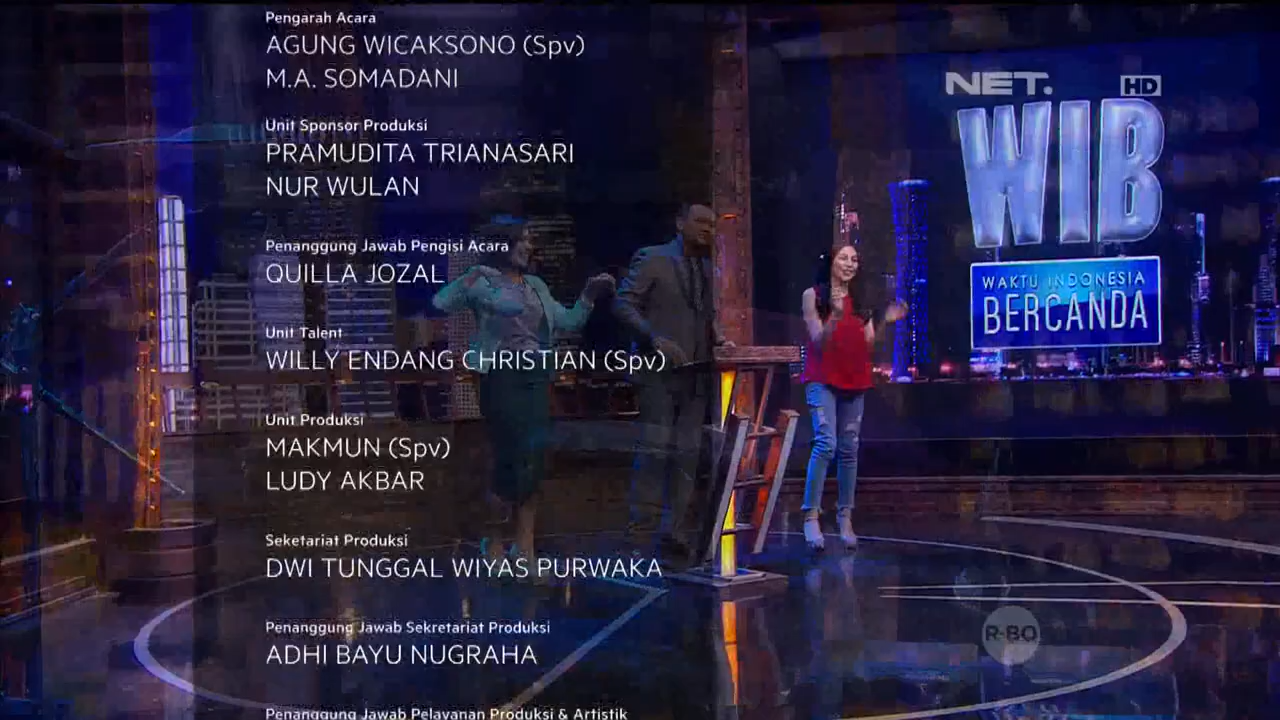 Pengarah Acara
AGUNG WICAKSONO (Spv)
M.A. SOMADANI
Unit Sponsor Produksi
PRAMUDITA TRIANASARI
NUR WULAN
Penanggung Jawab Pengisi Acara
QUILLA JOZAL
Unit Talent
WILLY ENDANG CHRISTIAN (Spv)
Unit Produksi
MAKMUN (Spv)
LUDY AKBAR
Seketariat Produksi
DWI TUNGGAL WIYAS PURWAKA
Penanggung Jawab Sekretariat Produksi
ADHI BAYU NUGRAHA
Penanggung Jawab Pelayanan Produksi & Artistik
NET.
HD
WIB
WAKTU INDONESIA
BERCANDA
R-BO